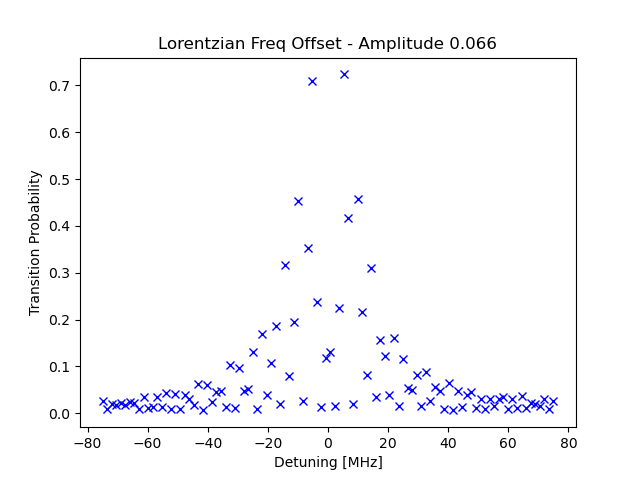 Lorentzian Freq Offset - Amplitude 0.066
0.7
0.6
0.5
0.4
0.3
0.2
0.1
0.0
Transition Probability
−80 −60 −40 −20 0 20 40 60 80
Detuning [MHz]